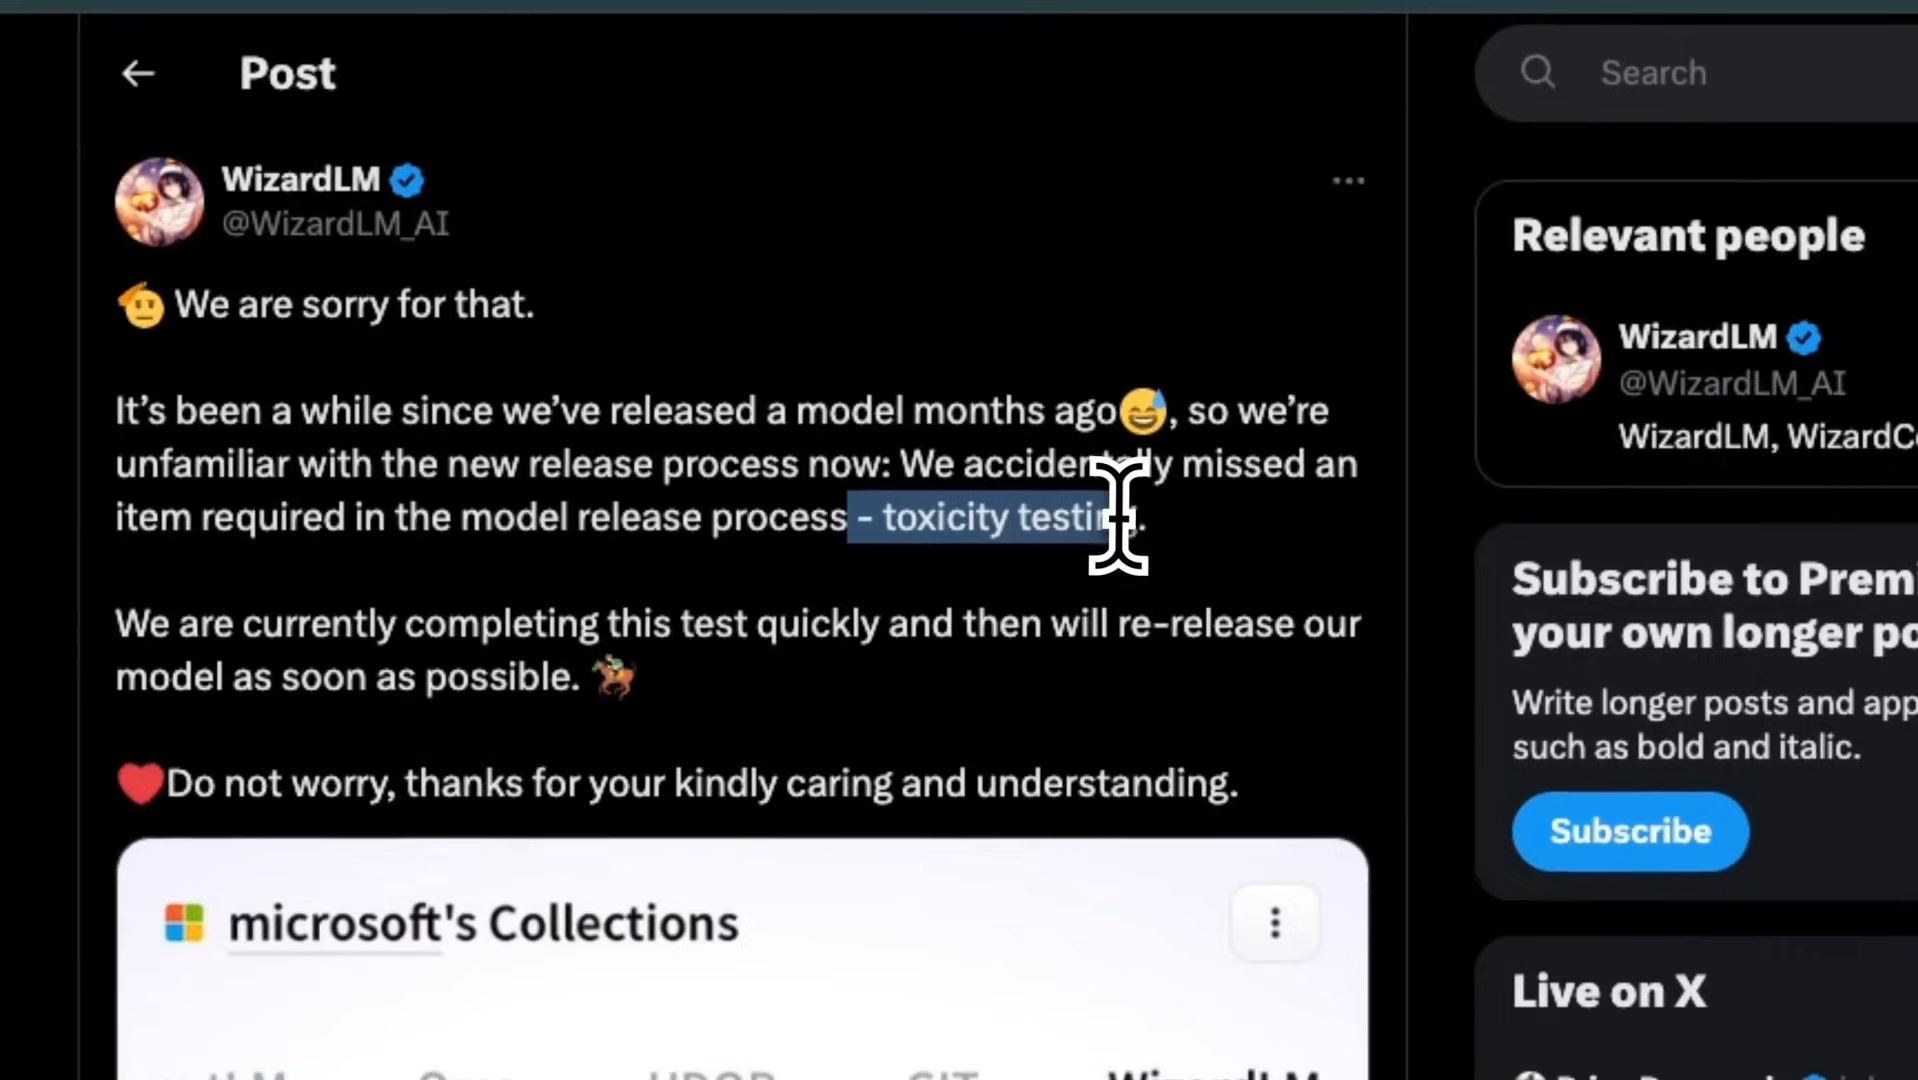 Post
Search
WizardLM
@WizardLM_AI
🫡 We are sorry for that.
It’s been a while since we’ve released a model months ago😅, so we’re
unfamiliar with the new release process now: We accidentally missed an
item required in the model release process - toxicity testing.
We are currently completing this test quickly and then will re-release our
model as soon as possible. 🏇
❤️Do not worry, thanks for your kindly caring and understanding.
microsoft's Collections
WizardLM
Relevant people
WizardLM
@WizardLM_AI
WizardLM, WizardC
Subscribe to Premi
your own longer po
Write longer posts and app
such as bold and italic.
Subscribe
Live on X